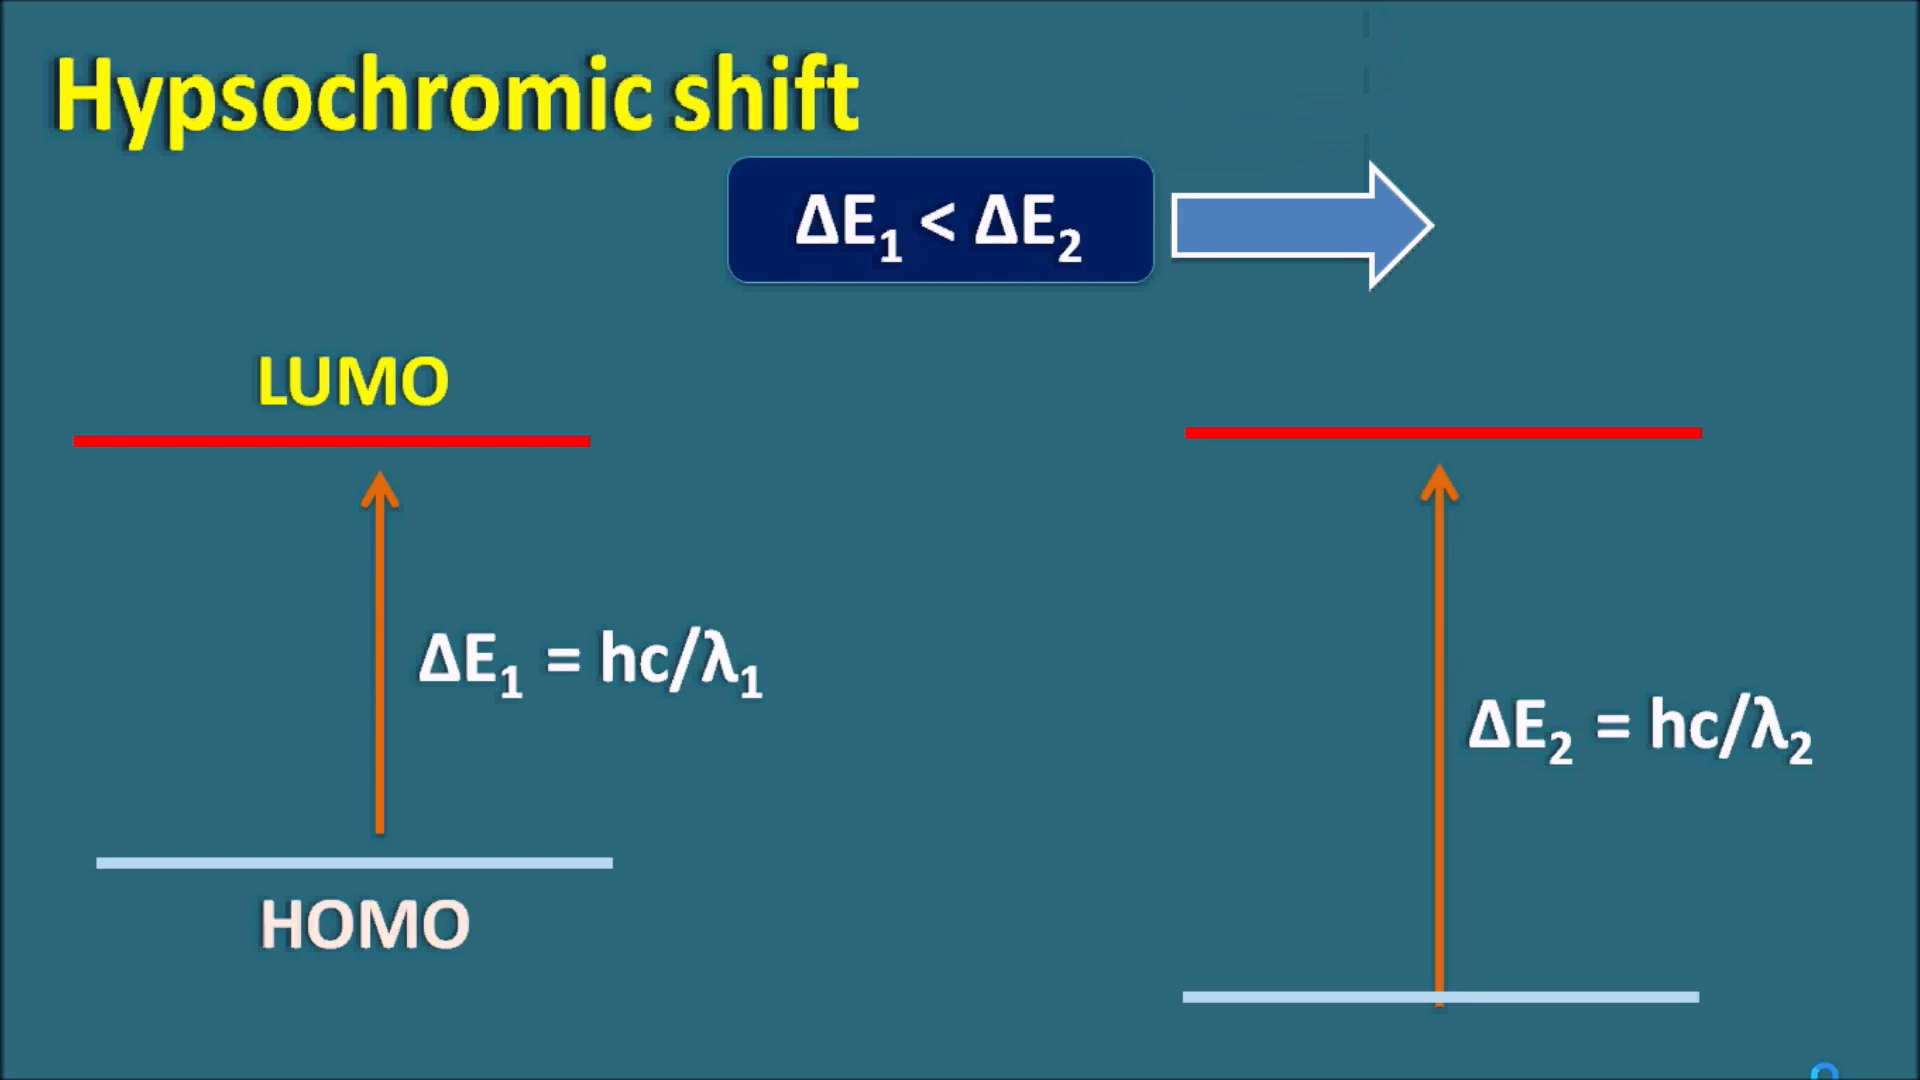 Hypsochromic shift
ΔE₁ < ΔE₂
LUMO
ΔE₁ = hc/λ₁
ΔE₂ = hc/λ₂
HOMO